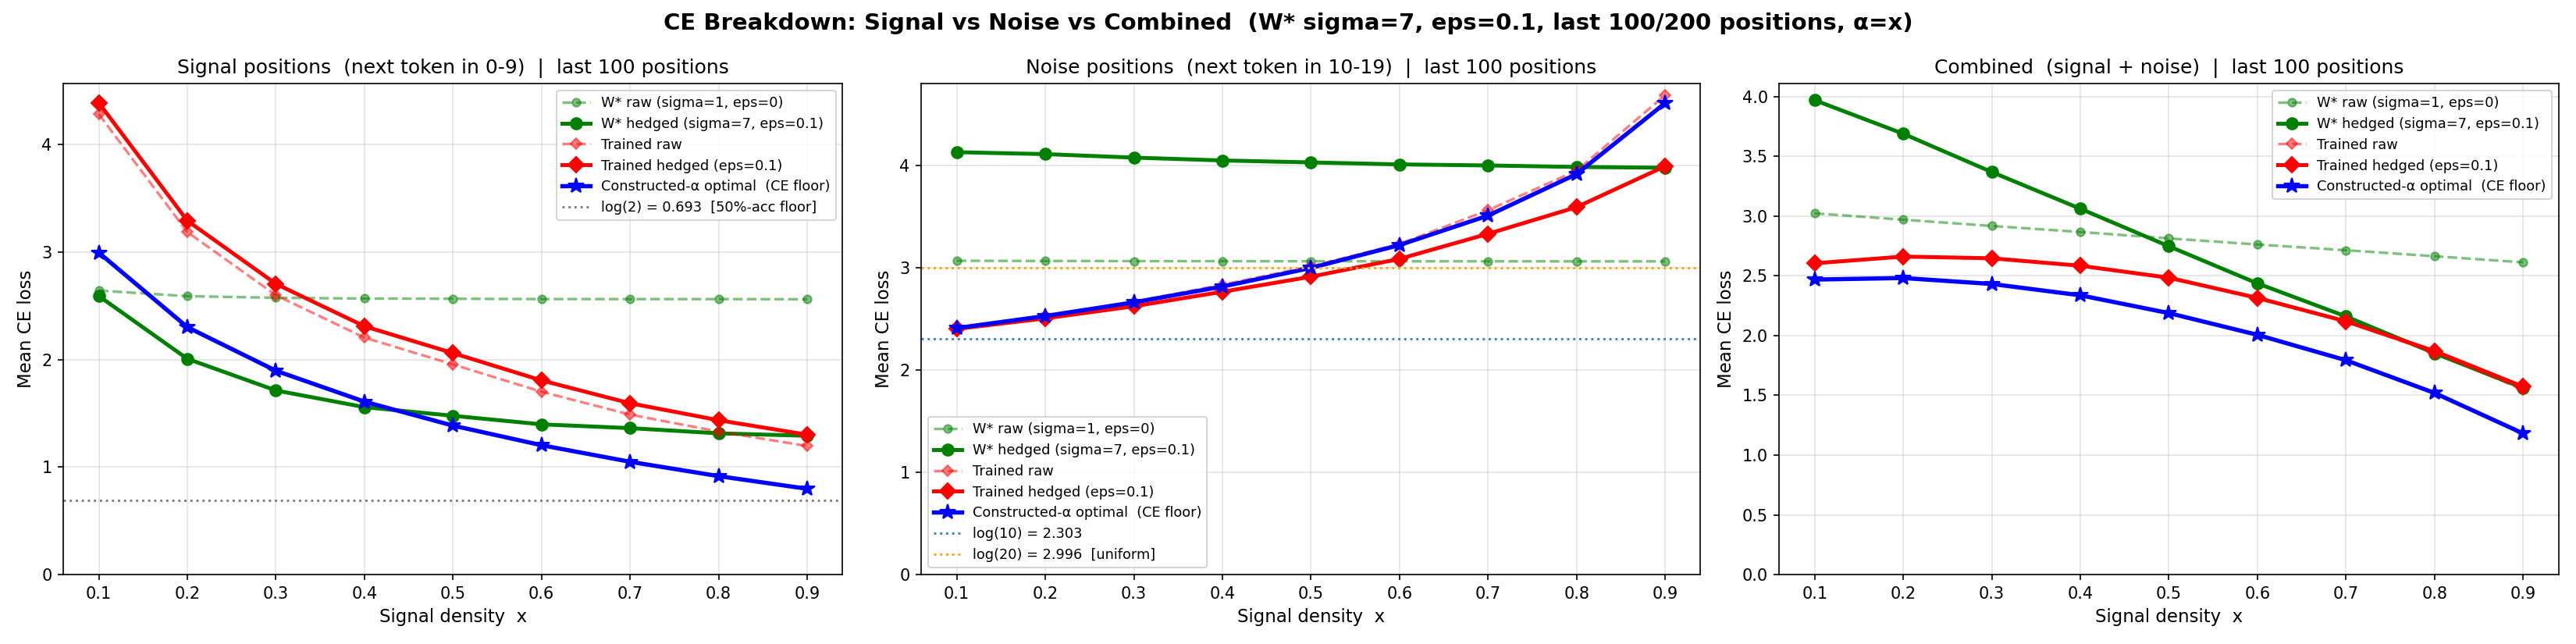 CE Breakdown: Signal vs Noise vs Combined  (W* sigma=7, eps=0.1, last 100/200 positions, α=x)
Signal positions  (next token in 0-9)  |  last 100 positions
Mean CE loss
4
3
2
1
0
W* raw (sigma=1, eps=0)
W* hedged (sigma=7, eps=0.1)
Trained raw
Trained hedged (eps=0.1)
Constructed-α optimal  (CE floor)
log(2) = 0.693  [50%-acc floor]
0.1 0.2 0.3 0.4 0.5 0.6 0.7 0.8 0.9
Signal density  x
Noise positions  (next token in 10-19)  |  last 100 positions
Mean CE loss
4
3
2
1
0
W* raw (sigma=1, eps=0)
W* hedged (sigma=7, eps=0.1)
Trained raw
Trained hedged (eps=0.1)
Constructed-α optimal  (CE floor)
log(10) = 2.303
log(20) = 2.996  [uniform]
0.1 0.2 0.3 0.4 0.5 0.6 0.7 0.8 0.9
Signal density  x
Combined  (signal + noise)  |  last 100 positions
Mean CE loss
4.0
3.5
3.0
2.5
2.0
1.5
1.0
0.5
0.0
W* raw (sigma=1, eps=0)
W* hedged (sigma=7, eps=0.1)
Trained raw
Trained hedged (eps=0.1)
Constructed-α optimal  (CE floor)
0.1 0.2 0.3 0.4 0.5 0.6 0.7 0.8 0.9
Signal density  x